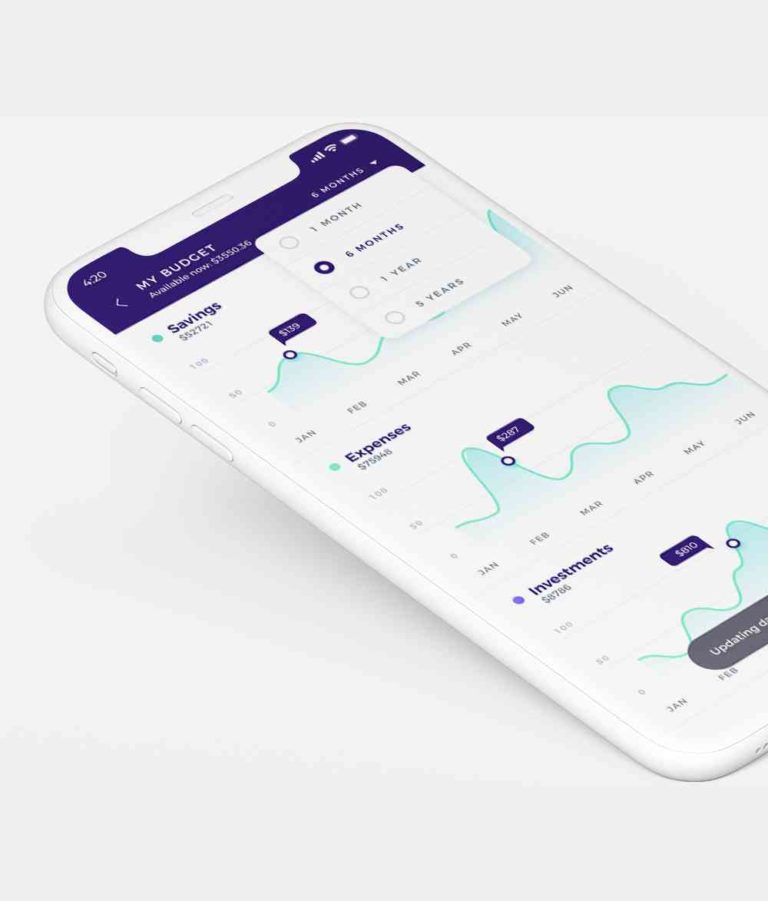 4:20
MY BUDGET
Available now: $3550.36
6 MONTHS
1 MONTH
6 MONTHS
1 YEAR
5 YEARS
Savings
$52721
$139
100
50
0
JAN
FEB
MAR
APR
MAY
JUN
Expenses
$75948
$287
100
50
0
JAN
FEB
MAR
APR
MAY
JUN
Investments
$8786
$810
100
50
0
JAN
FEB
Updating da